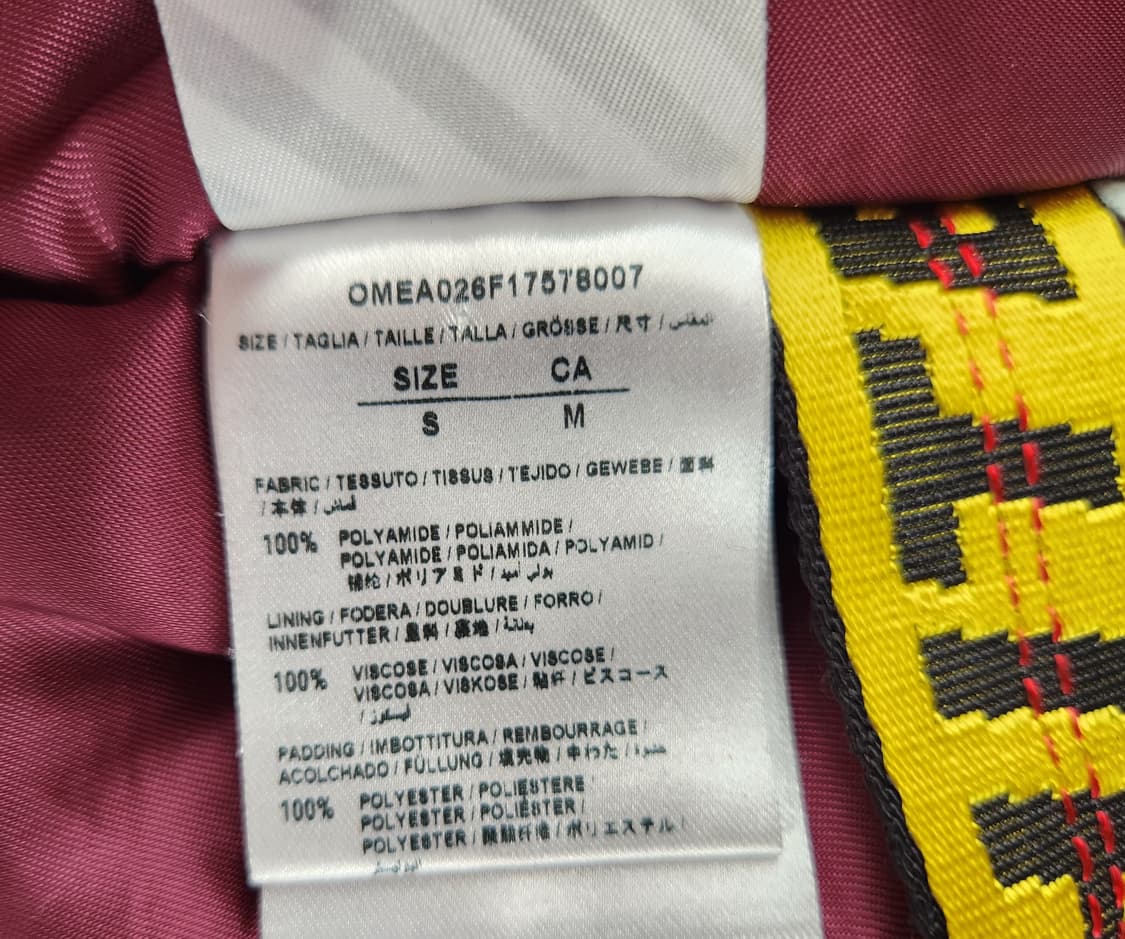 OMEA026F17578007
SIZE / TAGLIA / TAILLE / TALLA / GRÖSSE / 尺寸 / المقاس
SIZE CA
S M
FABRIC / TESSUTO / TISSUS / TEJIDO / GEWEBE / 面料
/ 本体 / قماش
100% POLYAMIDE / POLIAMMIDE /
POLYAMIDE / POLIAMIDA / POLYAMID /
/ ポリアミド / بولي أميد
LINING / FODERA / DOUBLURE / FORRO /
INNENFUTTER / 里料 / 裏地 / بطانة
100% VISCOSE / VISCOSA / VISCOSE /
VISCOSA / VISKOSE / 粘纤 / ビスコース
/
PADDING / IMBOTTITURA / REMBOURRAGE /
ACOLCHADO / FÜLLUNG / 填充物 / 中わた / حشوة
100% POLYESTER / POLIESTERE
POLYESTER / POLIÉSTER /
POLYESTER / 聚酯纤维 / ポリエステル /